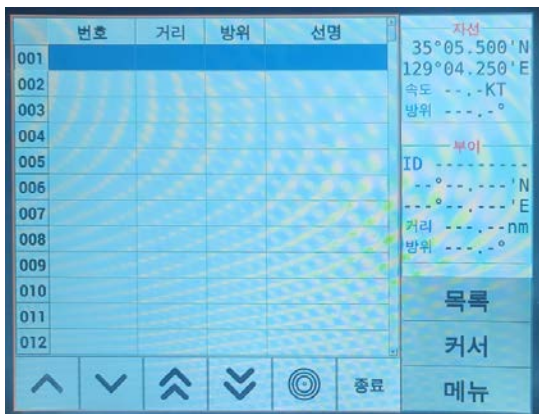 번호 거리 방위 선명
001
002
003
004
005
006
007
008
009
010
011
012
종료
자선
35°05.500'N
129°04.250'E
속도 --.-KT
방위 ---.-°
부이
ID ---------
--°--.---'N
---°--.---'E
거리 ---.--nm
방위 ---.-°
목록
커서
메뉴